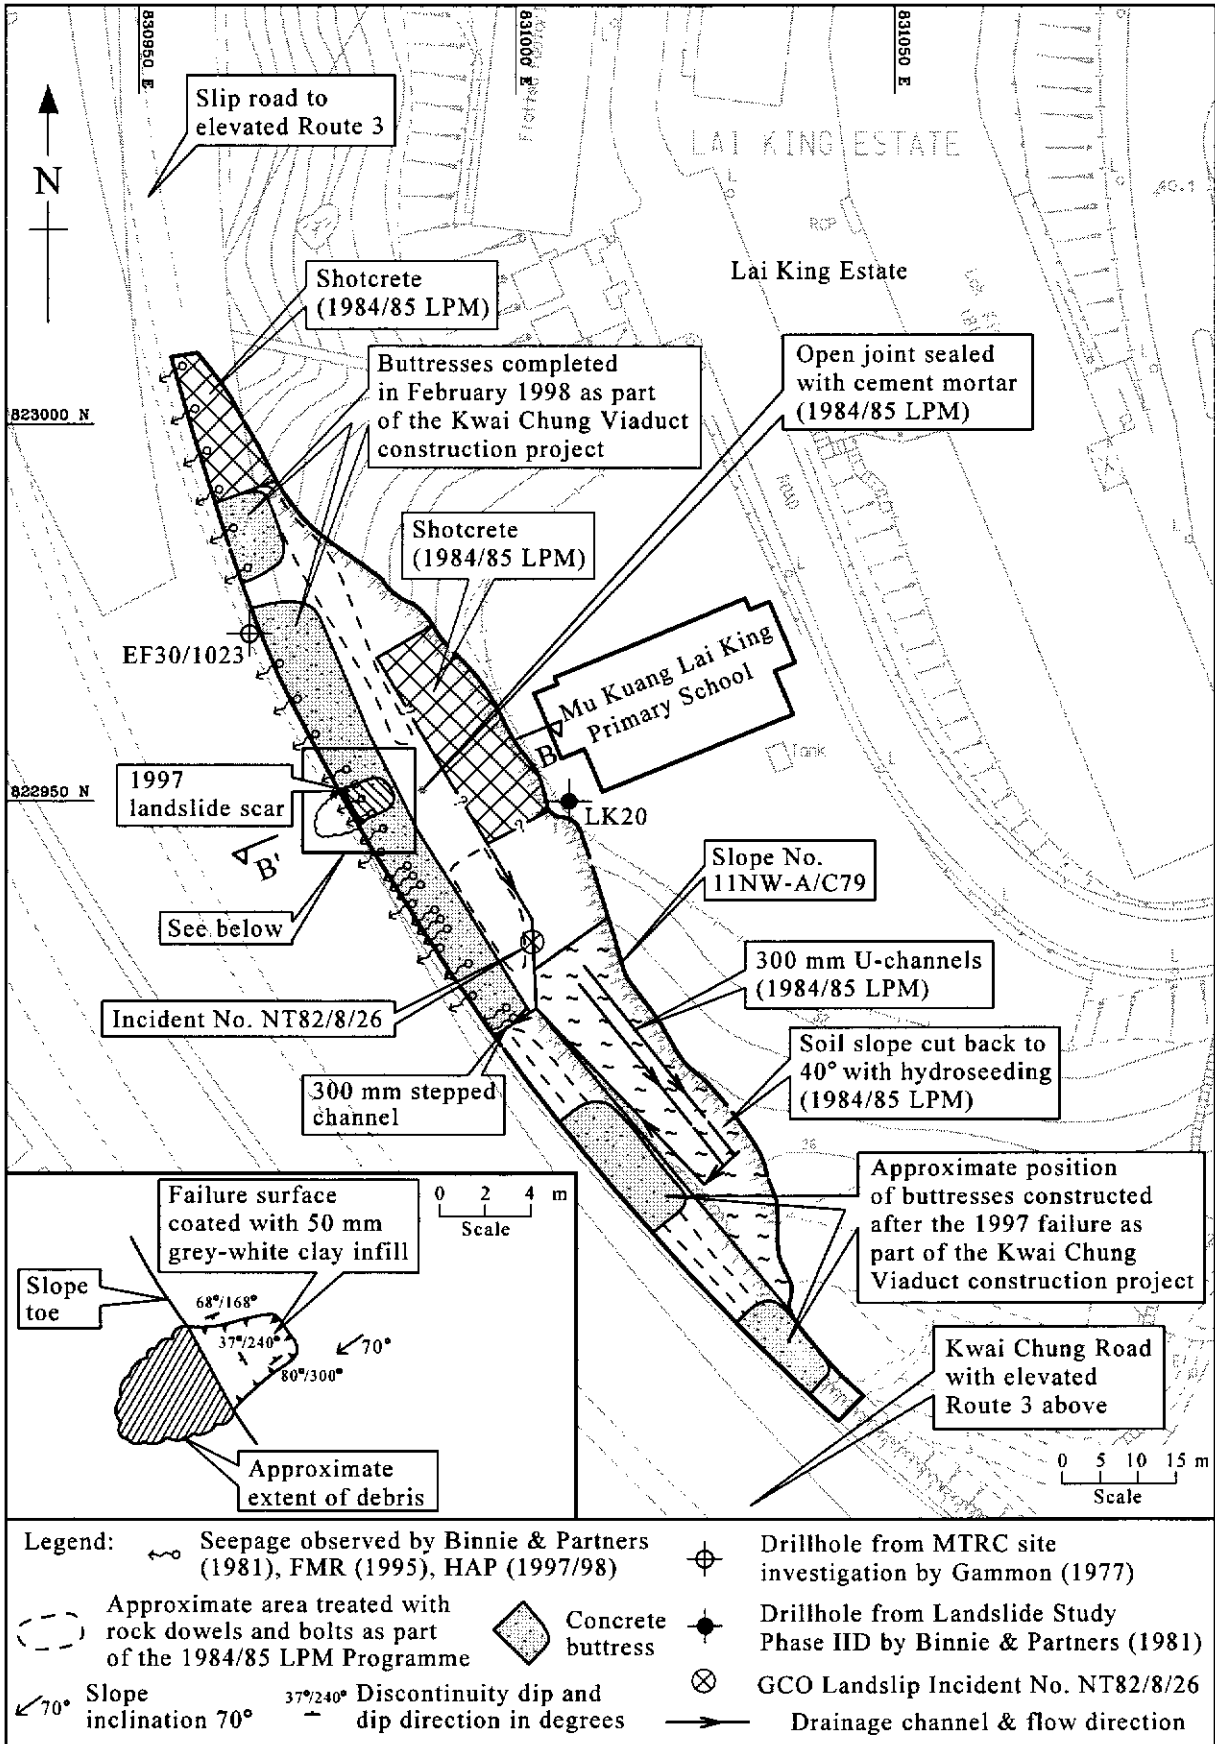 830950 E
831000 E
831050 E
Slip road to
elevated Route 3
N
LAI KING ESTATE
40.1
RCP
Lai King Estate
Shotcrete
(1984/85 LPM)
Open joint sealed
with cement mortar
(1984/85 LPM)
Buttresses completed
in February 1998 as part
of the Kwai Chung Viaduct
construction project
823000 N
ROAD
Shotcrete
(1984/85 LPM)
EF30/1023
Mu Kuang Lai King
Primary School
B
Tank
1997
landslide scar
822950 N
LK20
B'
Slope No.
11NW-A/C79
See below
300 mm U-channels
(1984/85 LPM)
Incident No. NT82/8/26
Soil slope cut back to
40° with hydroseeding
(1984/85 LPM)
300 mm stepped
channel
26
Approximate position
of buttresses constructed
after the 1997 failure as
part of the Kwai Chung
Viaduct construction project
Failure surface
coated with 50 mm
grey-white clay infill
0 2 4 m
Scale
Slope
toe
68°/168°
37°/240°
70°
80°/300°
Kwai Chung Road
with elevated
Route 3 above
Approximate
extent of debris
0 5 10 15 m
Scale
Legend:
Seepage observed by Binnie & Partners
(1981), FMR (1995), HAP (1997/98)
Drillhole from MTRC site
investigation by Gammon (1977)
Approximate area treated with
rock dowels and bolts as part
of the 1984/85 LPM Programme
Concrete
buttress
Drillhole from Landslide Study
Phase IID by Binnie & Partners (1981)
70° Slope
inclination 70°
37°/240° Discontinuity dip and
dip direction in degrees
GCO Landslip Incident No. NT82/8/26
Drainage channel & flow direction